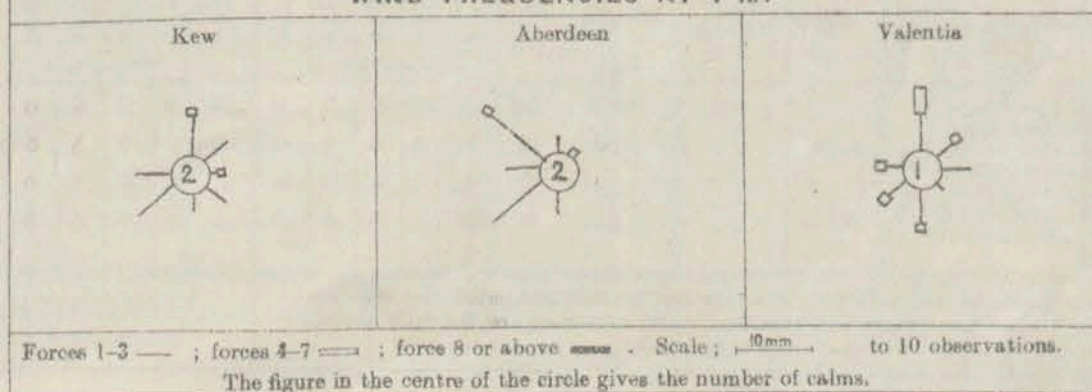 Kew Aberdeen Valentia
2 2 1
Forces 1–3 — ; forces 4–7 ; force 8 or above . Scale; 10mm to 10 observations.
The figure in the centre of the circle gives the number of calms.